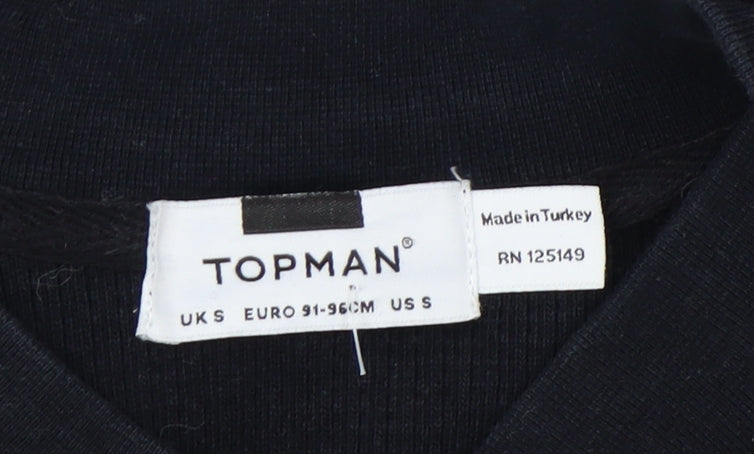 TOPMAN®
UK S EURO 91-96CM US S
Made in Turkey
RN 125149